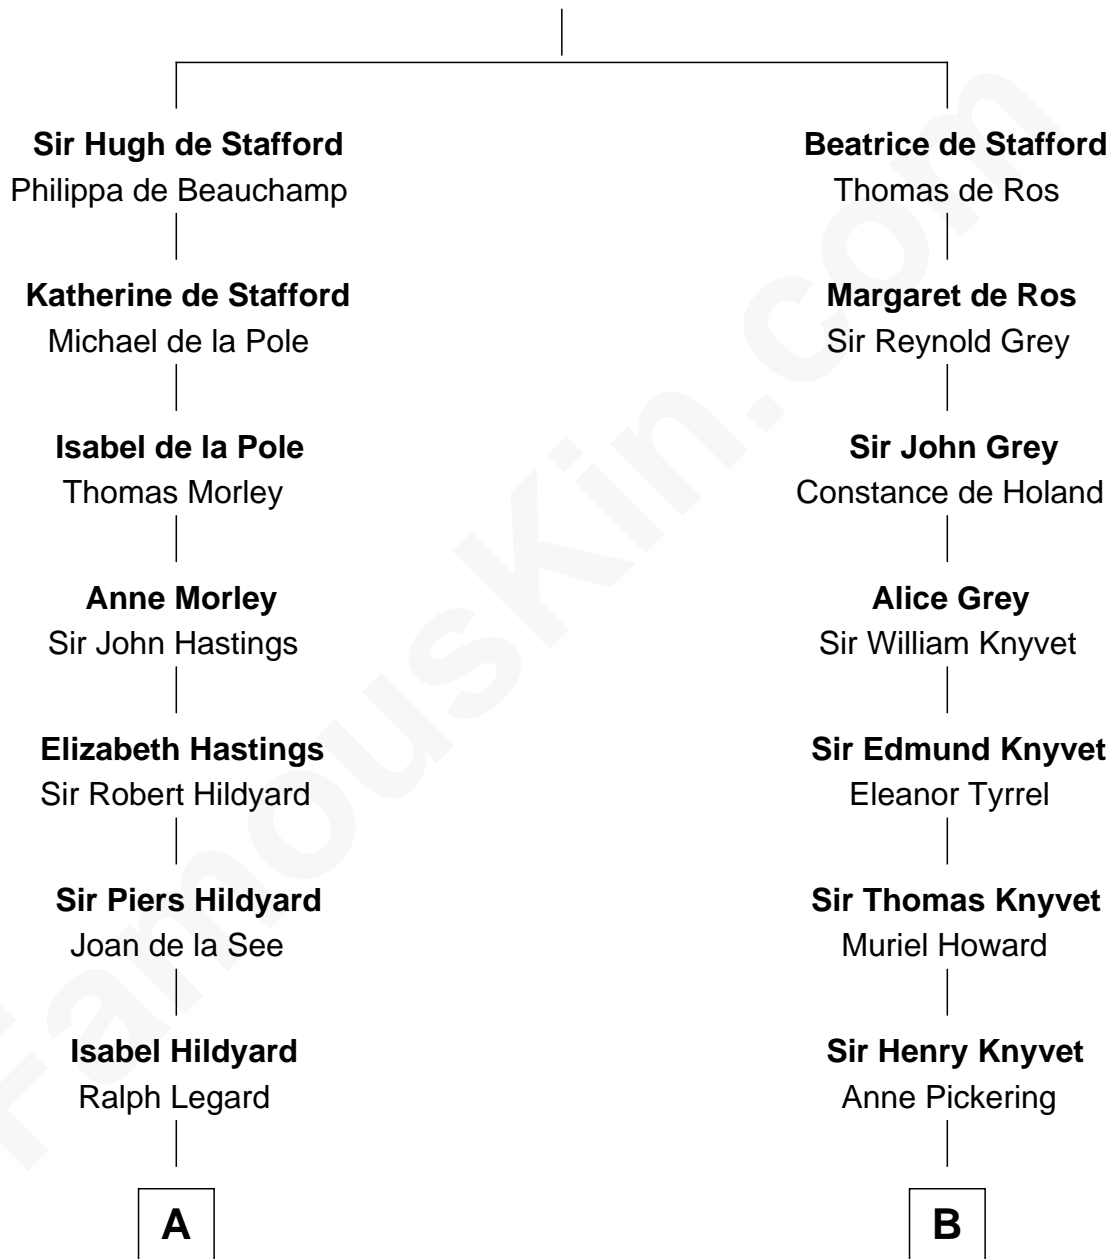 Sir Hugh de Stafford
Philippa de Beauchamp
Beatrice de Stafford
Thomas de Ros
Katherine de Stafford
Michael de la Pole
Margaret de Ros
Sir Reynold Grey
Isabel de la Pole
Thomas Morley
Sir John Grey
Constance de Holand
Anne Morley
Sir John Hastings
Alice Grey
Sir William Knyvet
Elizabeth Hastings
Sir Robert Hildyard
Sir Edmund Knyvet
Eleanor Tyrrel
Sir Piers Hildyard
Joan de la See
Sir Thomas Knyvet
Muriel Howard
Isabel Hildyard
Ralph Legard
Sir Henry Knyvet
Anne Pickering
A
B
FamousKin.com